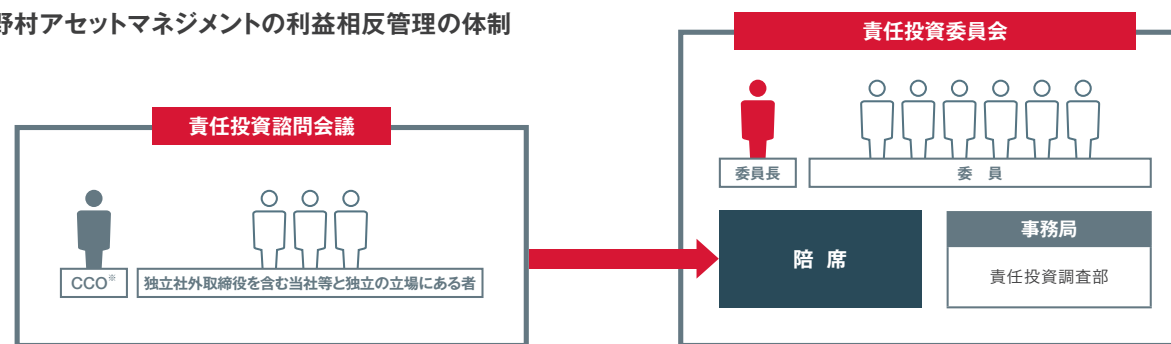 野村アセットマネジメントの利益相反管理の体制
責任投資諮問会議
CCO※
独立社外取締役を含む当社等と独立の立場にある者
責任投資委員会
委員長
委 員
陪 席
事務局
責任投資調査部